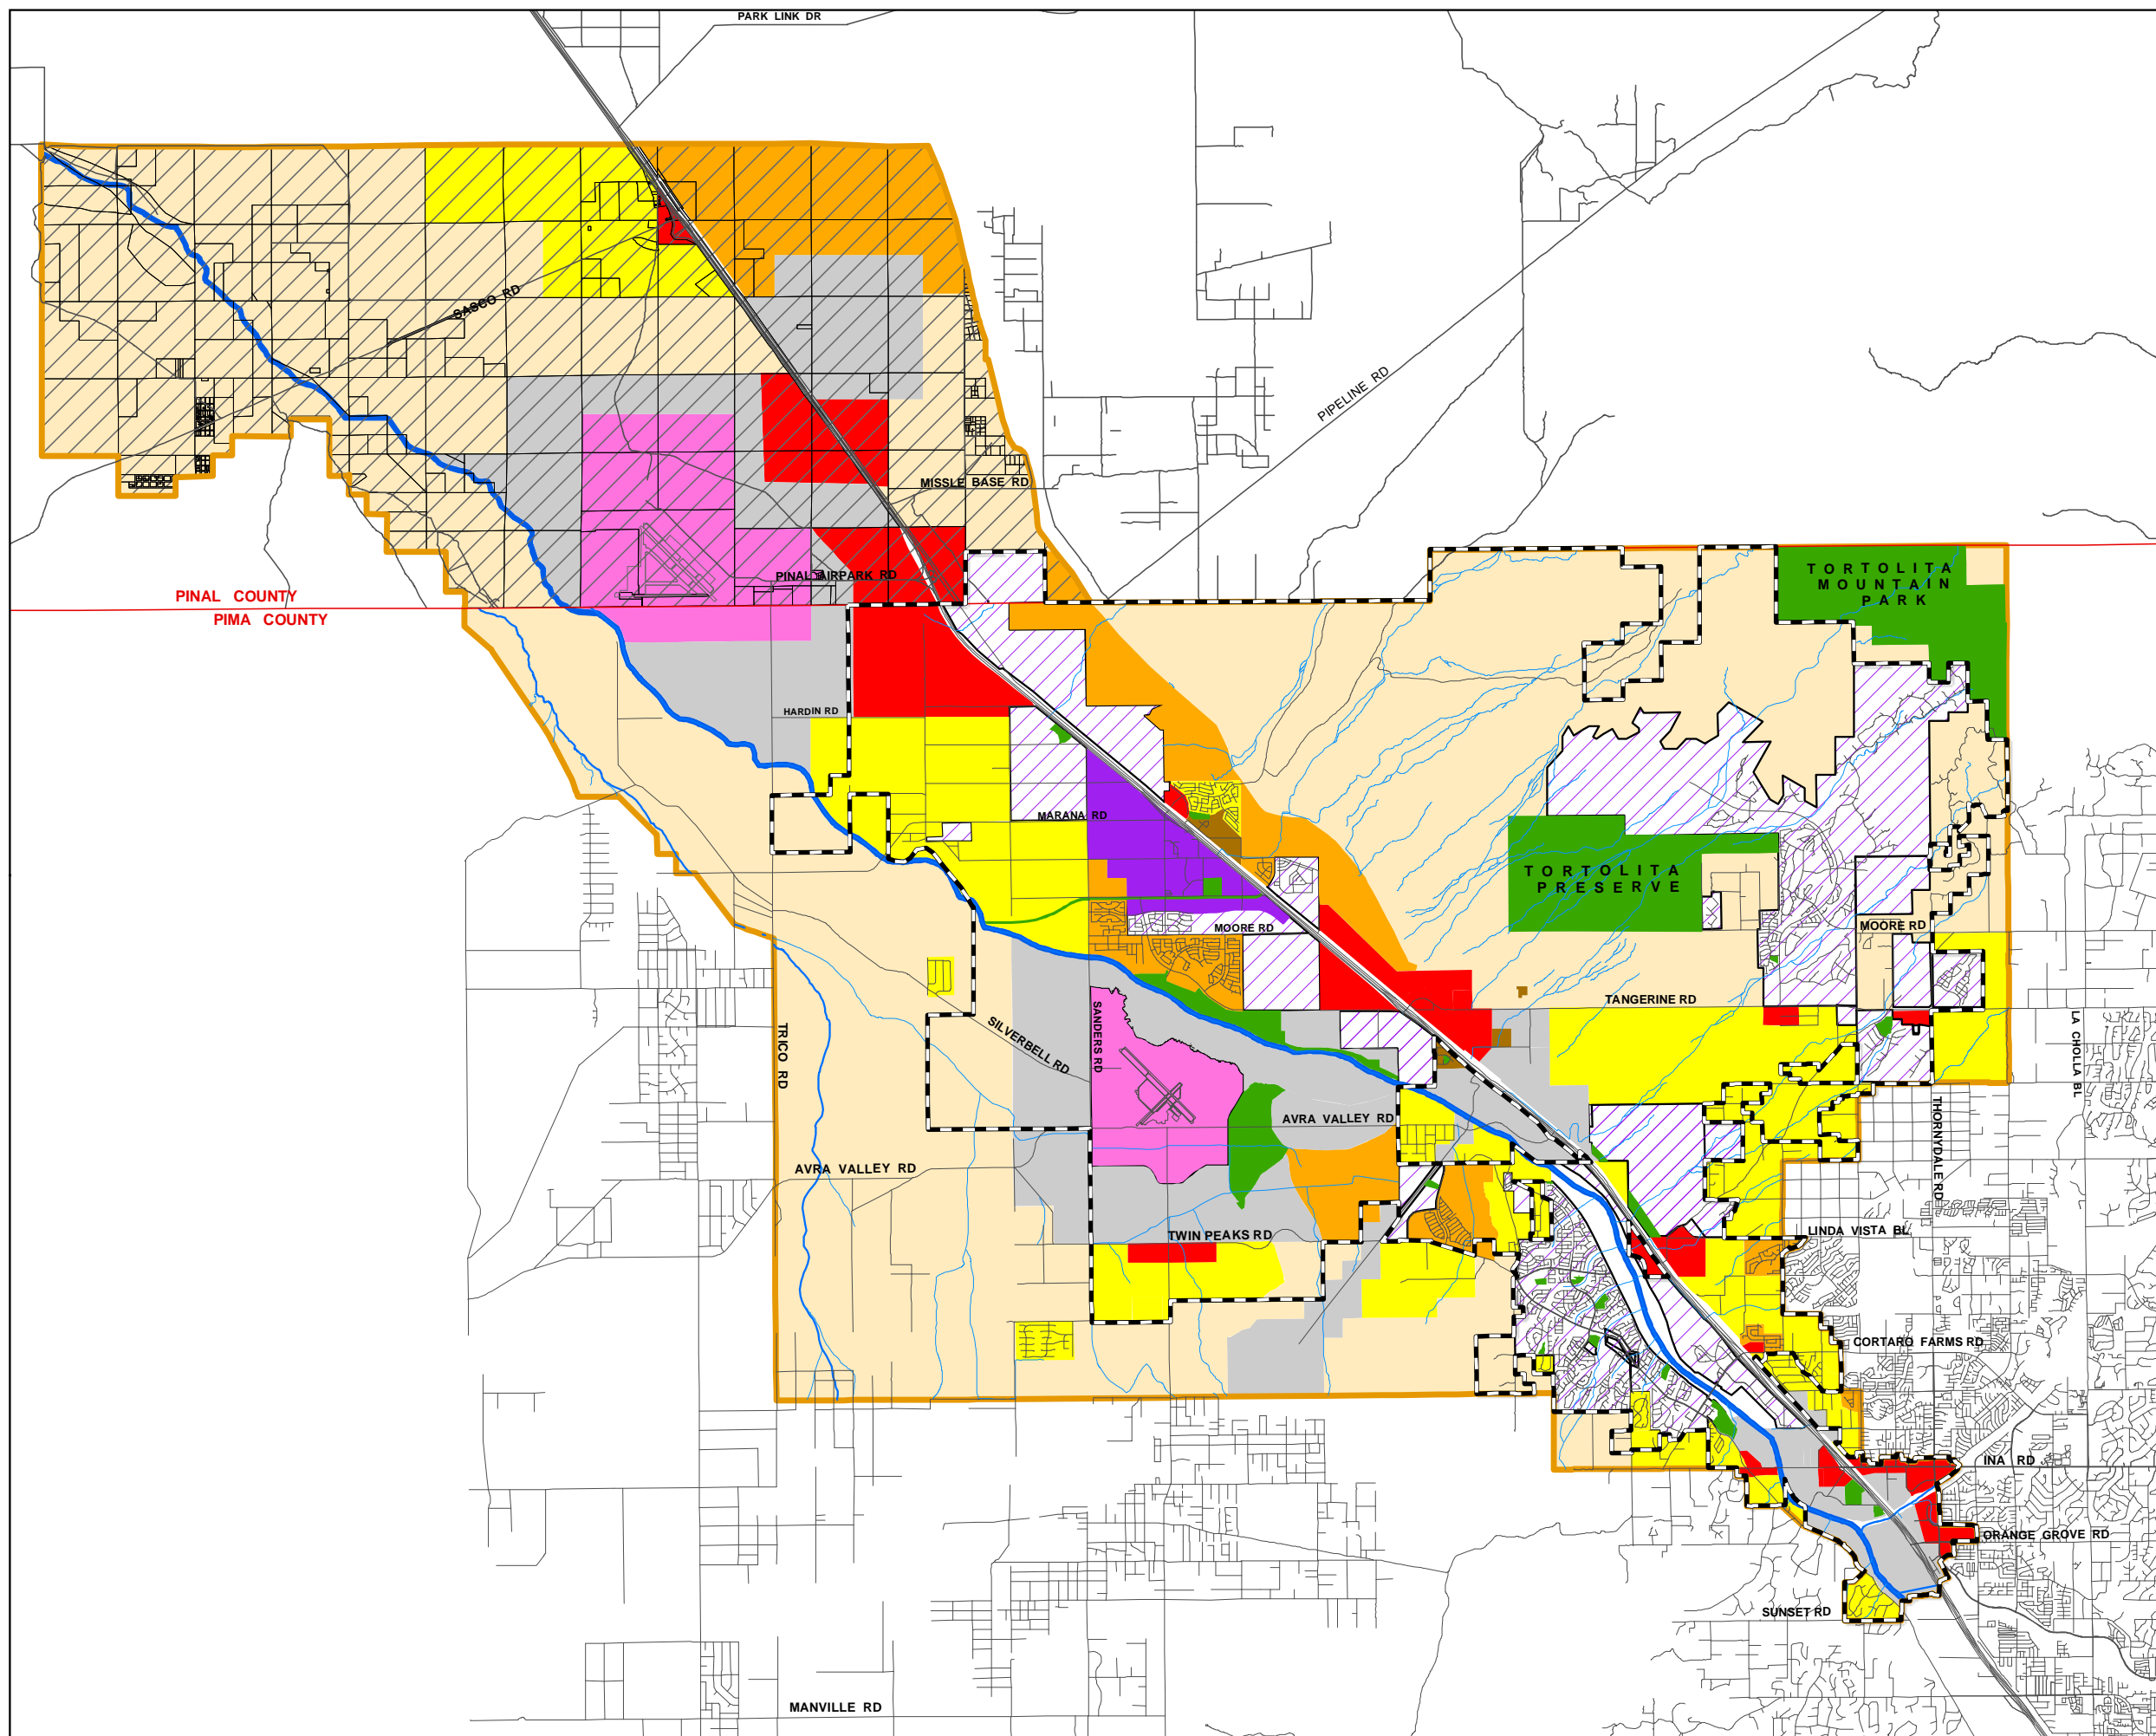 PARK LINK DR
SASCO RD
PIPELINE RD
MISSLE BASE RD
PINAL AIRPARK RD
TORTOLITA
MOUNTAIN
PARK
PINAL COUNTY
PIMA COUNTY
HARDIN RD
MARANA RD
TORTOLITA
PRESERVE
MOORE RD
MOORE RD
TANGERINE RD
SANDERS RD
SILVERBELL RD
TRICO RD
LA CHOLLA BL
AVRA VALLEY RD
THORNYDALE RD
AVRA VALLEY RD
TWIN PEAKS RD
LINDA VISTA BL
CORTARO FARMS RD
INA RD
ORANGE GROVE RD
SUNSET RD
MANVILLE RD